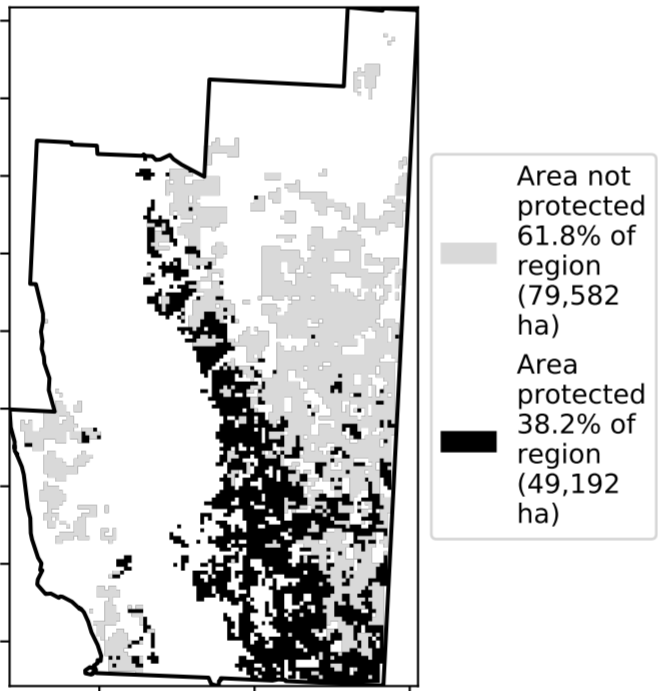 Area not
protected
61.8% of
region
(79,582
ha)
Area
protected
38.2% of
region
(49,192
ha)